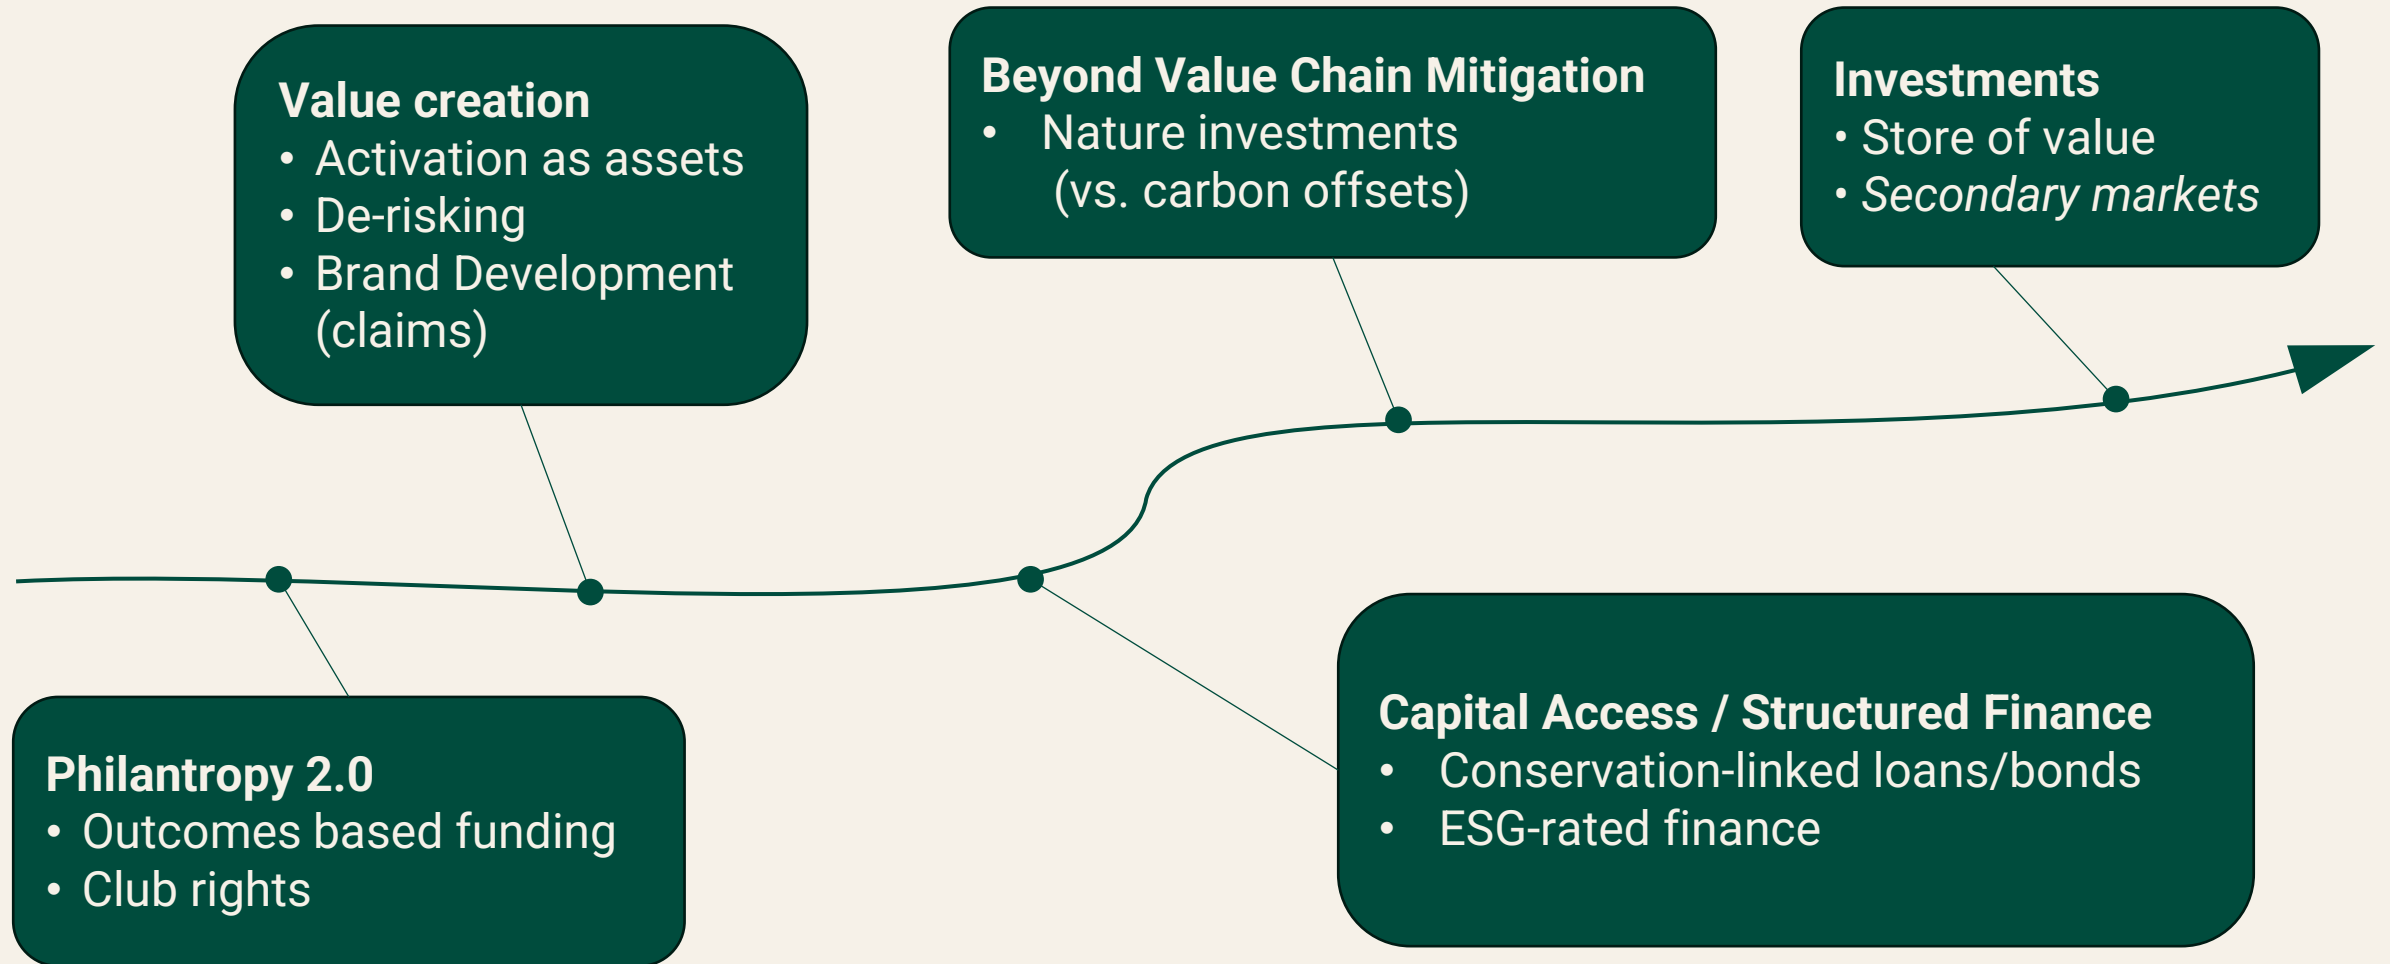 Value creation
• Activation as assets
• De-risking
• Brand Development
(claims)
Beyond Value Chain Mitigation
• Nature investments
(vs. carbon offsets)
Investments
• Store of value
• Secondary markets
Philantropy 2.0
• Outcomes based funding
• Club rights
Capital Access / Structured Finance
• Conservation-linked loans/bonds
• ESG-rated finance